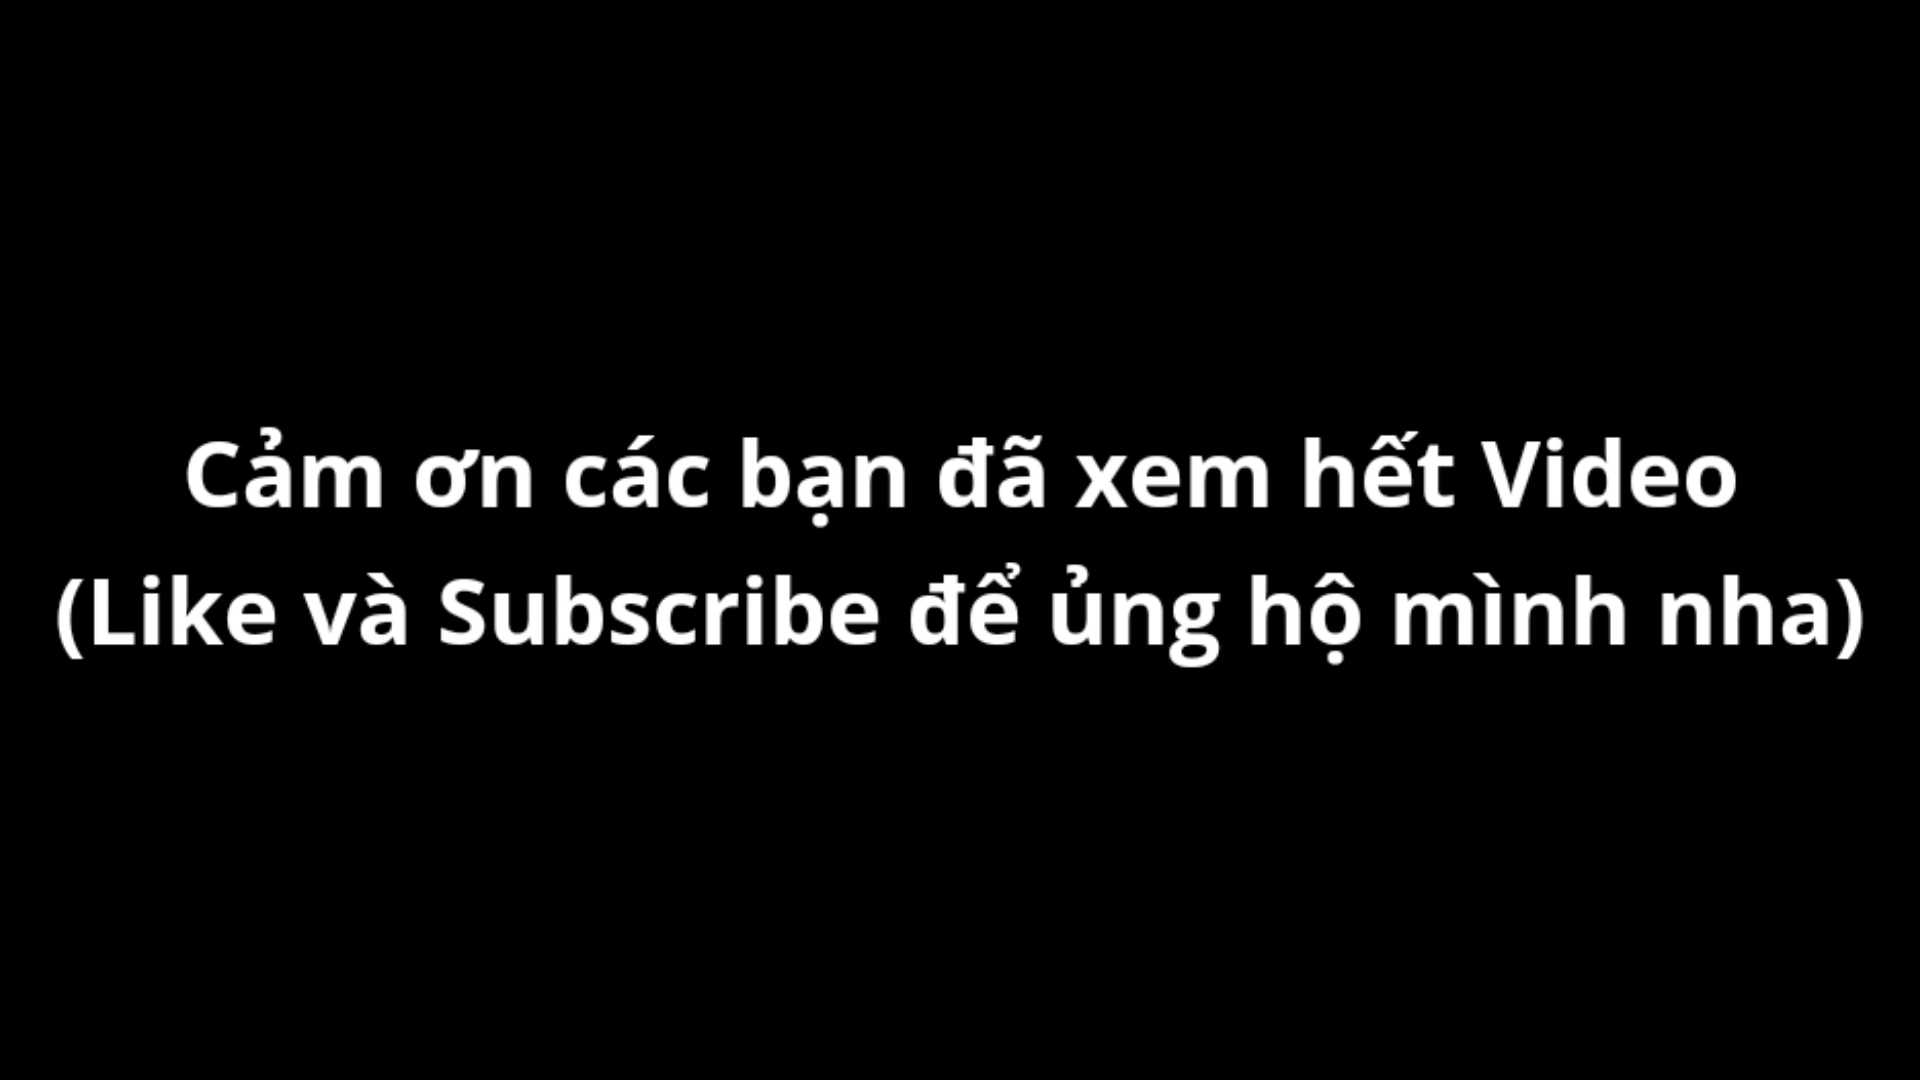 Cảm ơn các bạn đã xem hết Video
(Like và Subscribe để ủng hộ mình nha)